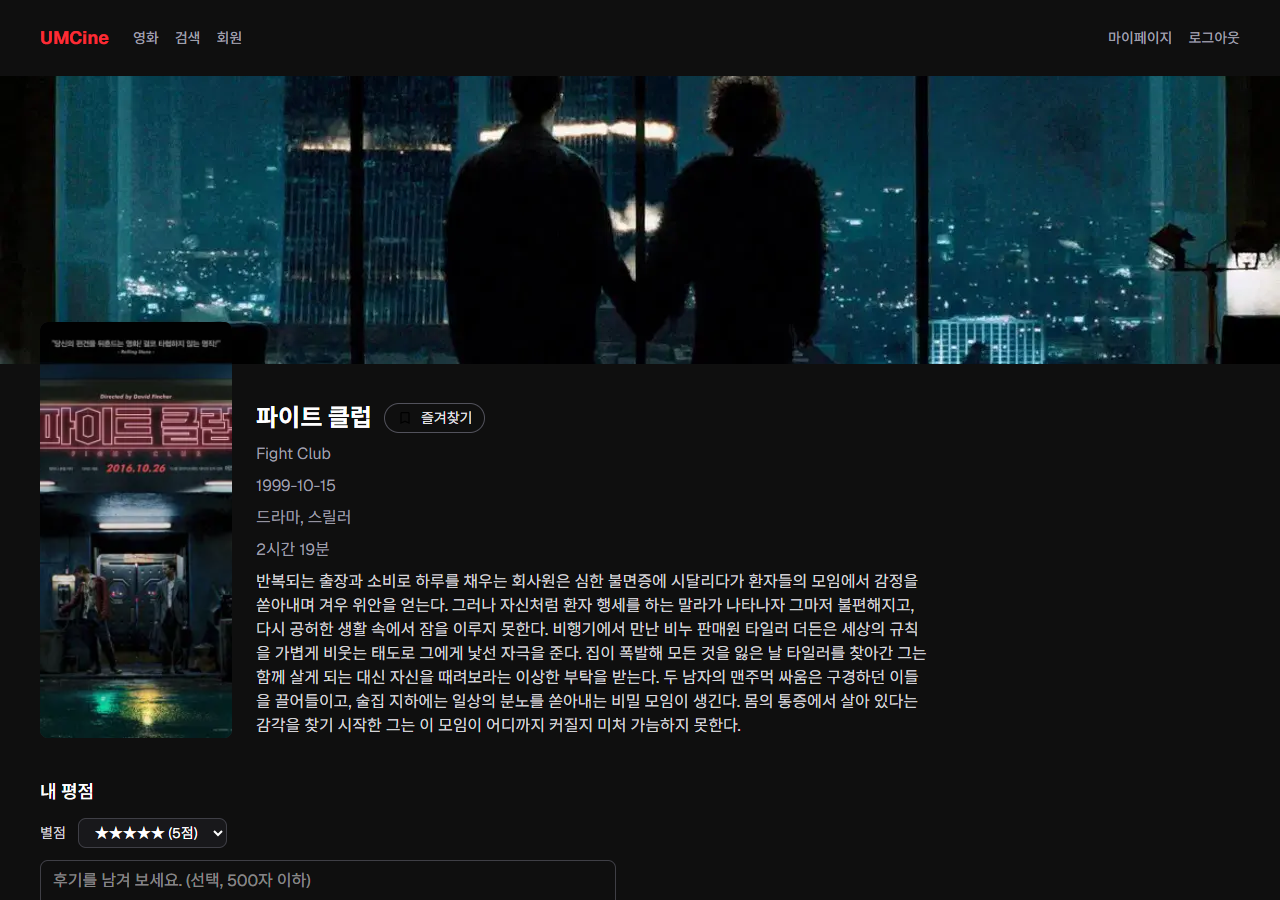 UMCine 영화 검색 회원 마이페이지 로그아웃
"당신의 편견을 뒤흔드는 영화! 결코 타협하지 않는 명작!"
- Rolling Stone -
Directed by David Fincher
파이트 클럽
FIGHT CLUB
2016.10.26
파이트 클럽 즐겨찾기
Fight Club
1999-10-15
드라마, 스릴러
2시간 19분
반복되는 출장과 소비로 하루를 채우는 회사원은 심한 불면증에 시달리다가 환자들의 모임에서 감정을
쏟아내며 겨우 위안을 얻는다. 그러나 자신처럼 환자 행세를 하는 말라가 나타나자 그마저 불편해지고,
다시 공허한 생활 속에서 잠을 이루지 못한다. 비행기에서 만난 비누 판매원 타일러 더든은 세상의 규칙
을 가볍게 비웃는 태도로 그에게 낯선 자극을 준다. 집이 폭발해 모든 것을 잃은 날 타일러를 찾아간 그는
함께 살게 되는 대신 자신을 때려보라는 이상한 부탁을 받는다. 두 남자의 맨주먹 싸움은 구경하던 이들
을 끌어들이고, 술집 지하에는 일상의 분노를 쏟아내는 비밀 모임이 생긴다. 몸의 통증에서 살아 있다는
감각을 찾기 시작한 그는 이 모임이 어디까지 커질지 미처 가늠하지 못한다.
내 평점
별점 ★★★★★ (5점)
후기를 남겨 보세요. (선택, 500자 이하)